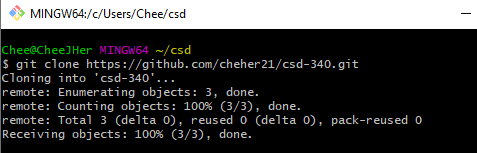 MINGW64:/c/Users/Chee/csd
Chee@CheeJHer MINGW64 ~/csd
$ git clone https://github.com/cheher21/csd-340.git
Cloning into 'csd-340'...
remote: Enumerating objects: 3, done.
remote: Counting objects: 100% (3/3), done.
remote: Total 3 (delta 0), reused 0 (delta 0), pack-reused 0
Receiving objects: 100% (3/3), done.